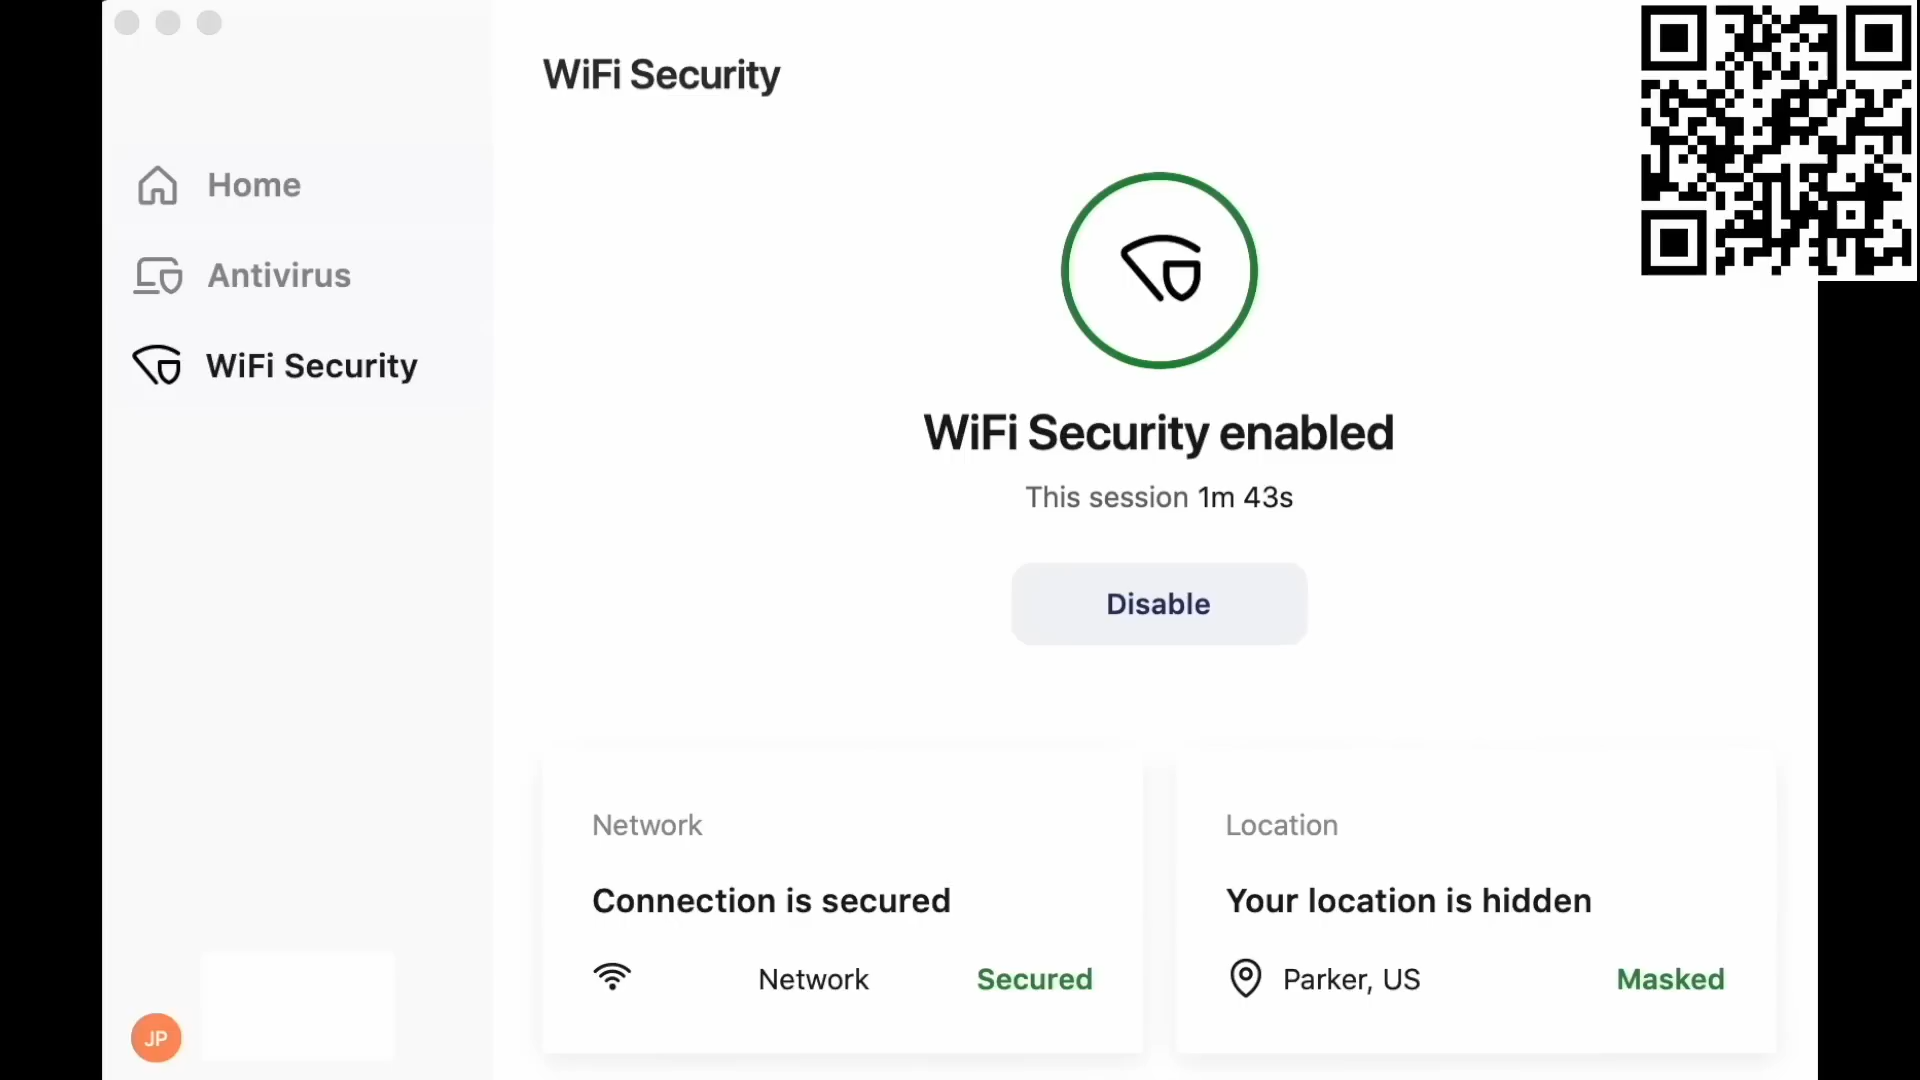 WiFi Security
Home
Antivirus
WiFi Security
WiFi Security enabled
This session 1m 43s
Disable
Network
Connection is secured
Network Secured
Location
Your location is hidden
Parker, US Masked
JP